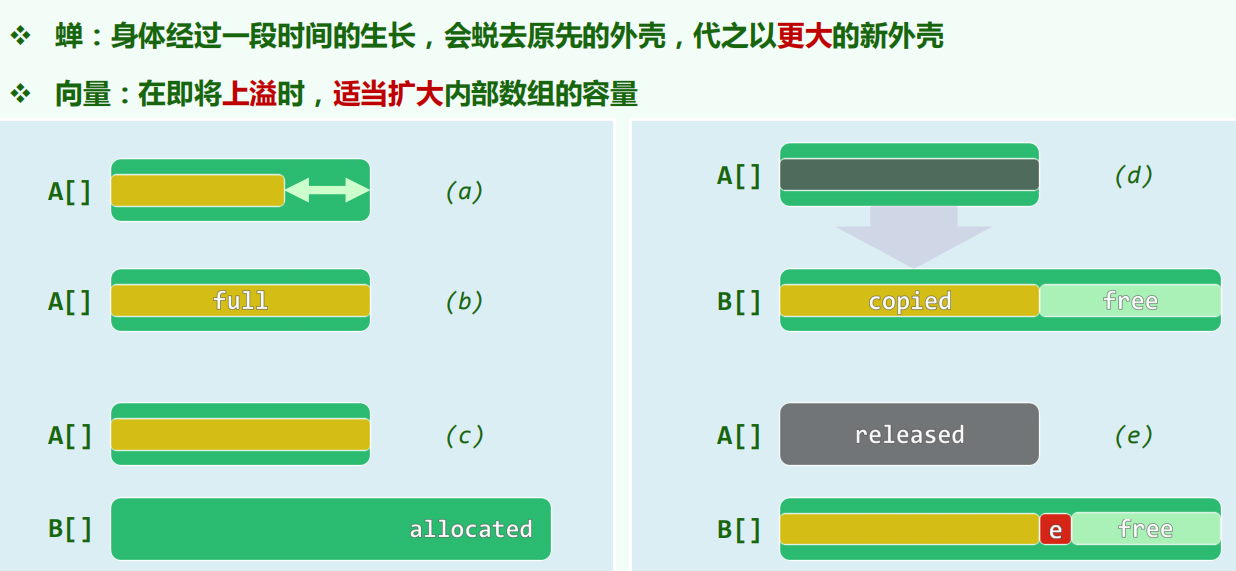 ❖ 蝉：身体经过一段时间的生长，会蜕去原先的外壳，代之以更大的新外壳
❖ 向量：在即将上溢时，适当扩大内部数组的容量
A[] (a)
A[] full (b)
A[] (c)
B[] allocated
A[] (d)
B[] copied free
A[] released (e)
B[] e free